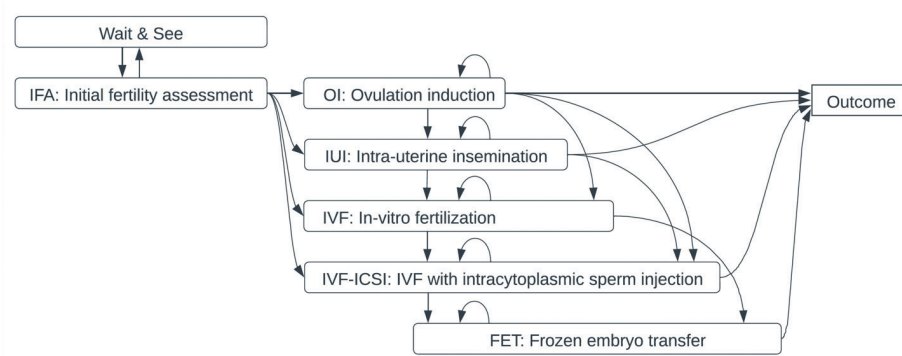 Wait & See
IFA: Initial fertility assessment
OI: Ovulation induction
Outcome
IUI: Intra-uterine insemination
IVF: In-vitro fertilization
IVF-ICSI: IVF with intracytoplasmic sperm injection
FET: Frozen embryo transfer